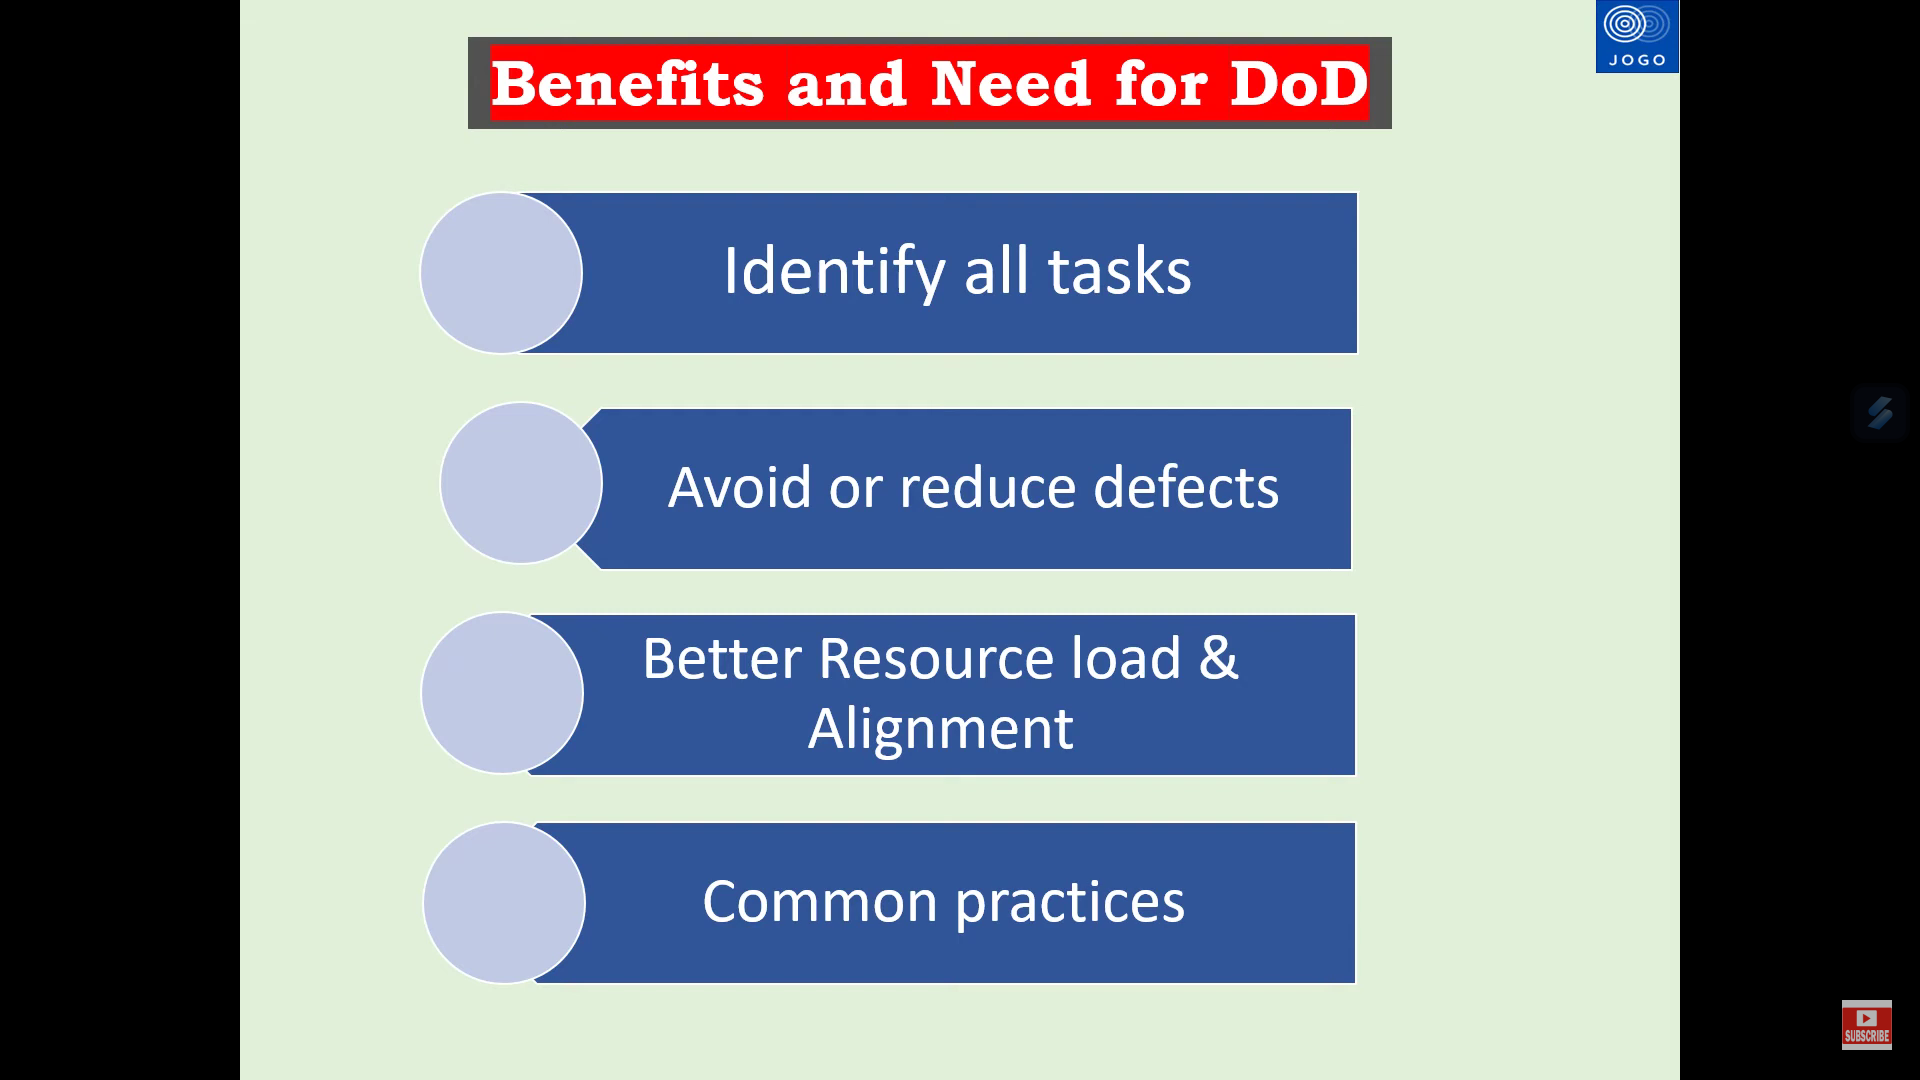 JOGO
Benefits and Need for DoD
Identify all tasks
Avoid or reduce defects
Better Resource load &
Alignment
Common practices
SUBSCRIBE